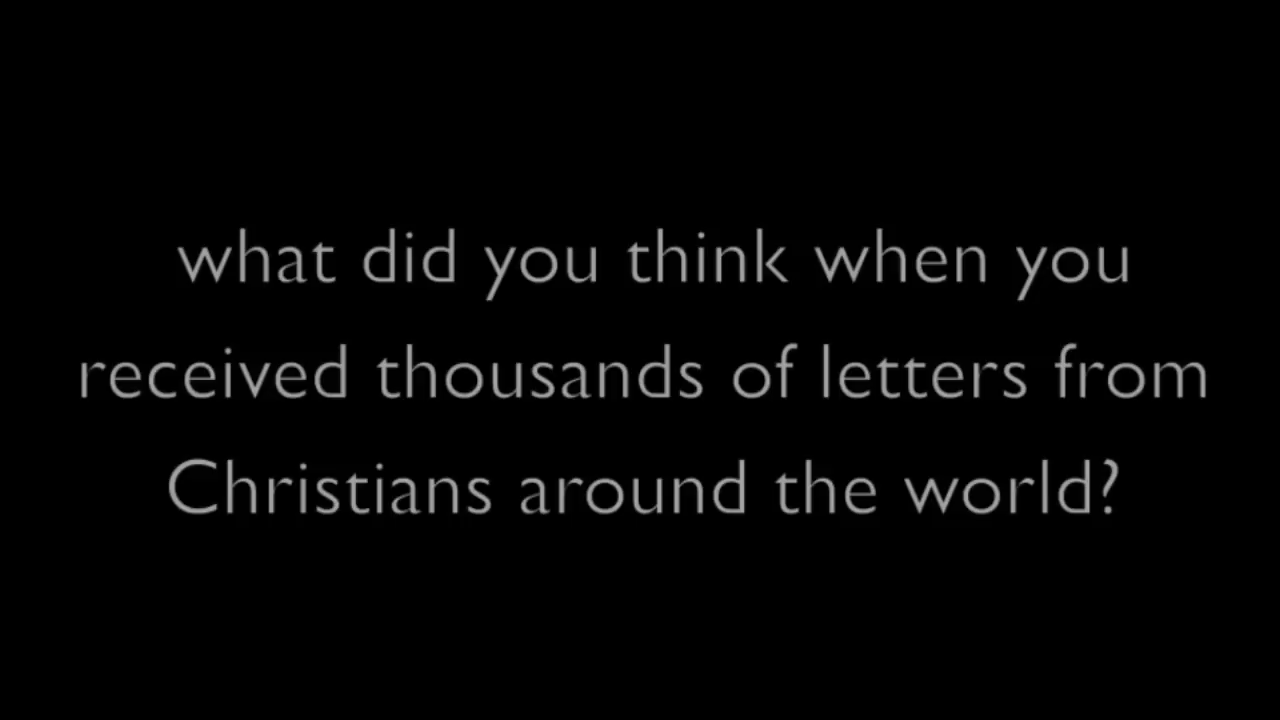 what did you think when you
received thousands of letters from
Christians around the world?